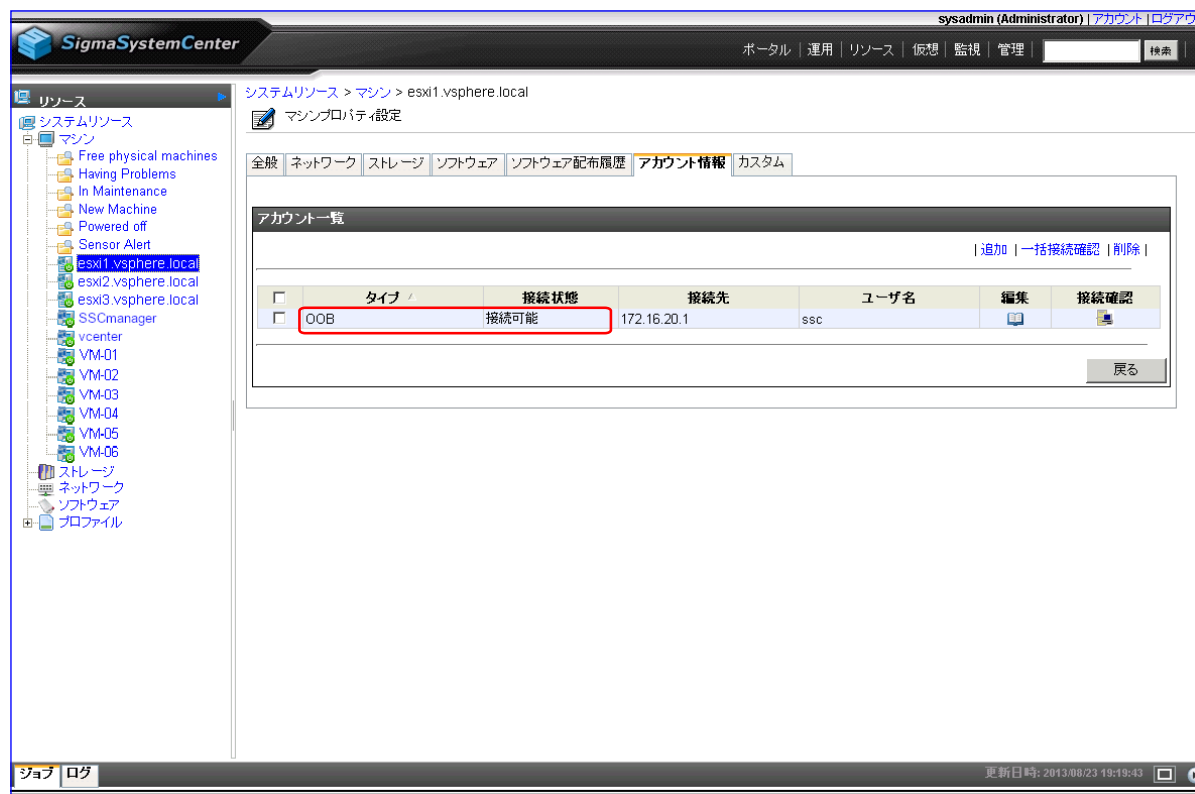 sysadmin (Administrator) | アカウント | ログアウ
SigmaSystemCenter
ポータル | 運用 | リソース | 仮想 | 監視 | 管理 | 検索
リソース
システムリソース
マシン
Free physical machines
Having Problems
In Maintenance
New Machine
Powered off
Sensor Alert
esxi1.vsphere.local
esxi2.vsphere.local
esxi3.vsphere.local
SSCmanager
vcenter
VM-01
VM-02
VM-03
VM-04
VM-05
VM-06
ストレージ
ネットワーク
ソフトウェア
プロファイル
システムリソース > マシン > esxi1.vsphere.local
マシンプロパティ設定
全般 ネットワーク ストレージ ソフトウェア ソフトウェア配布履歴 アカウント情報 カスタム
アカウント一覧
| 追加 | 一括接続確認 | 削除 |
タイプ 接続状態 接続先 ユーザ名 編集 接続確認
OOB 接続可能 172.16.20.1 ssc
戻る
ジョブ ログ
更新日時: 2013/08/23 19:19:43